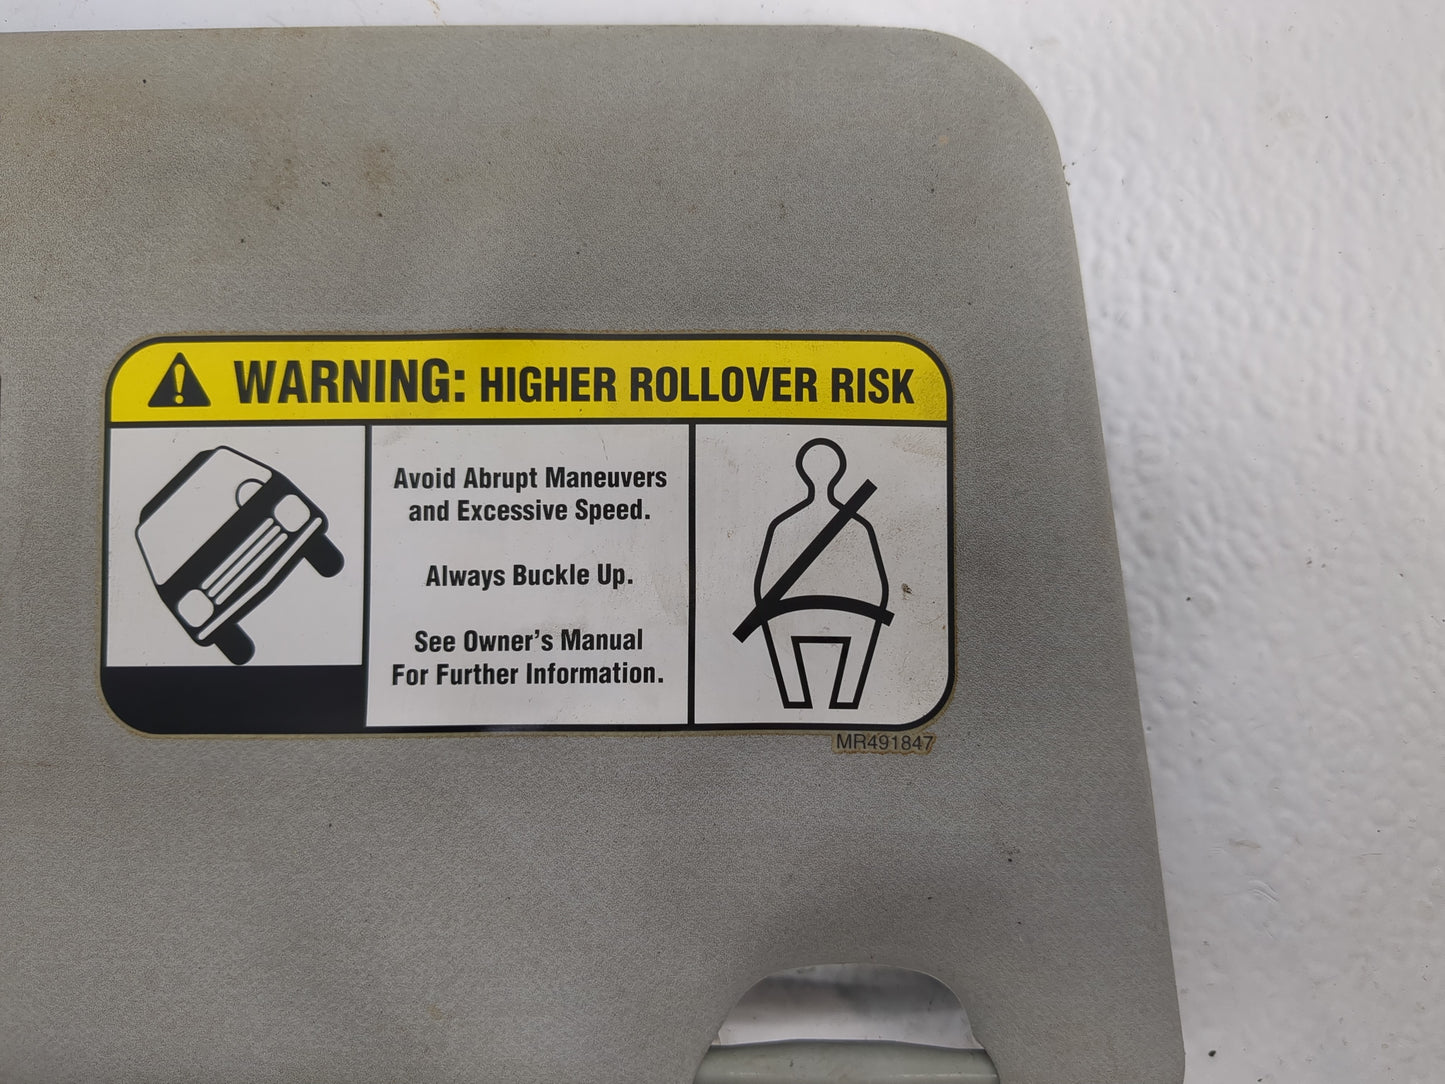 WARNING: HIGHER ROLLOVER RISK
Avoid Abrupt Maneuvers
and Excessive Speed.
Always Buckle Up.
See Owner's Manual
For Further Information.
MR491847